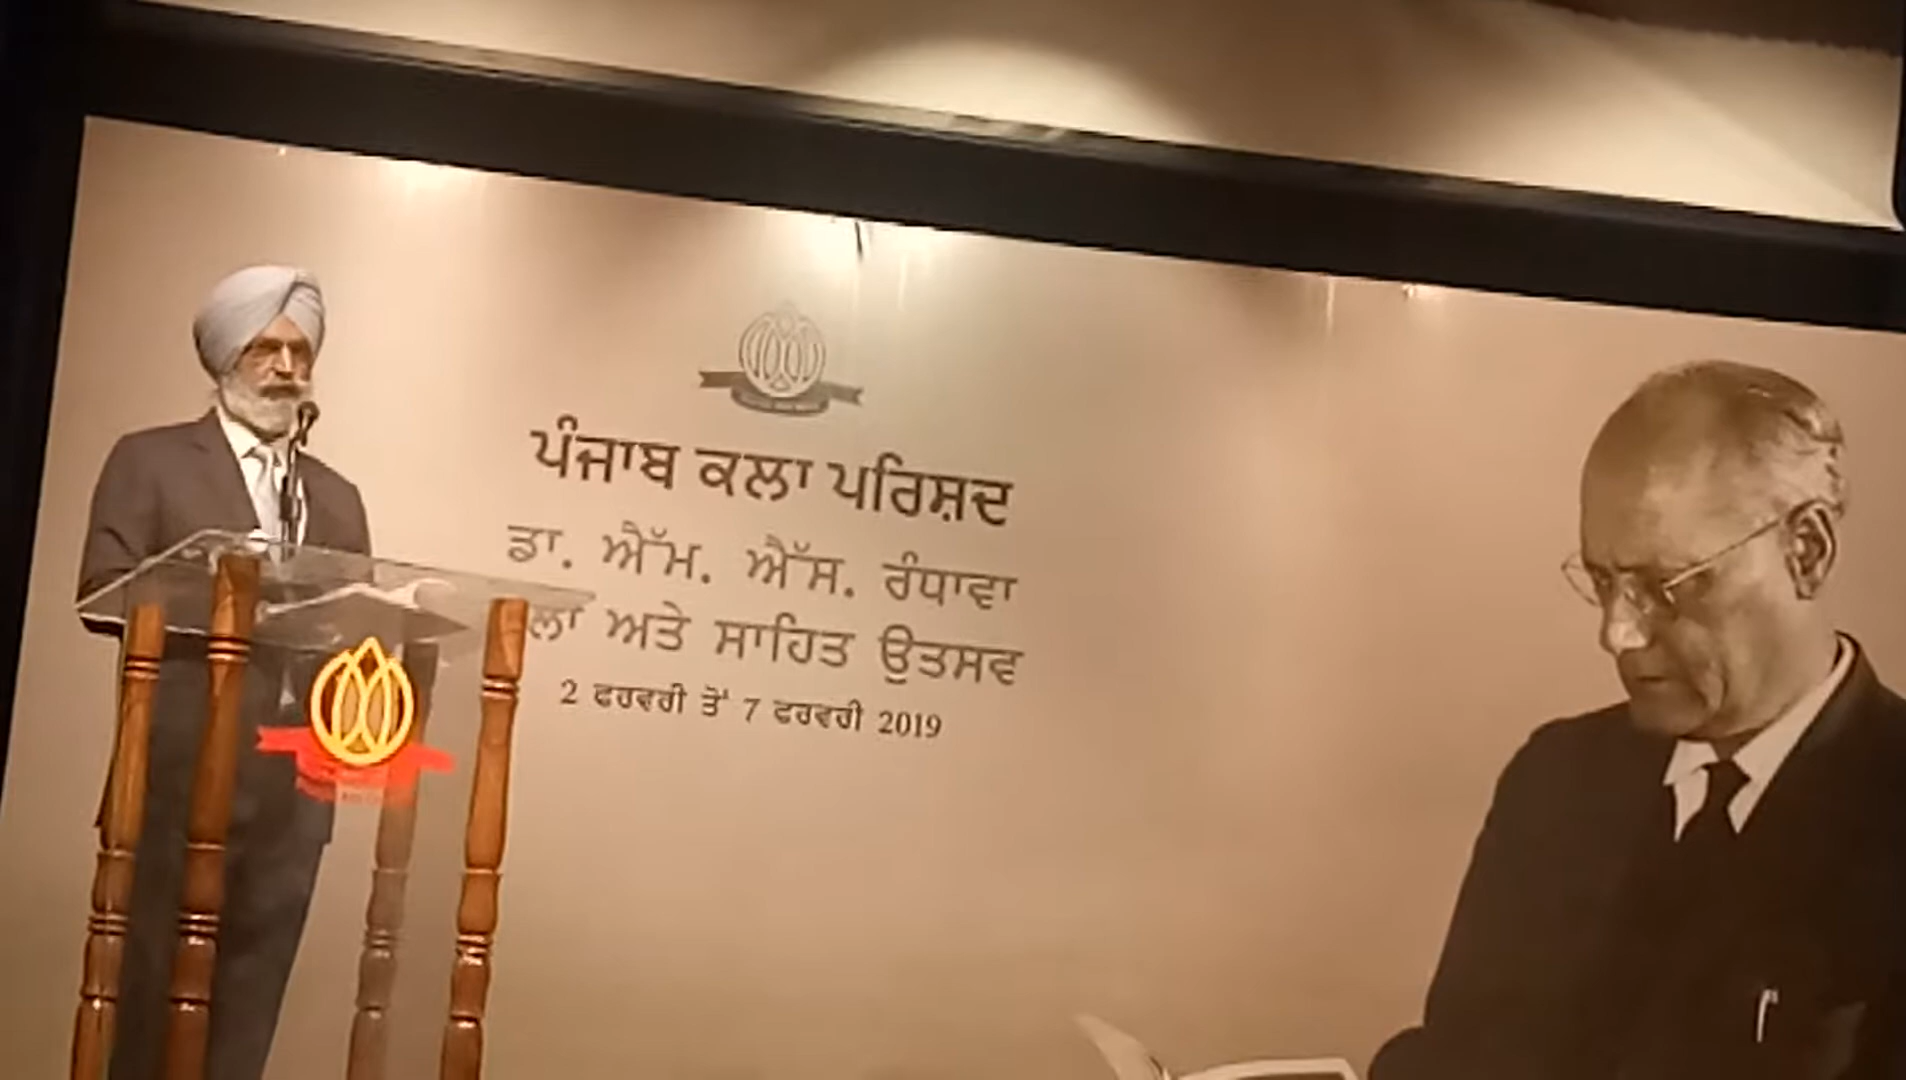 ਪੰਜਾਬ ਕਲਾ ਪਰਿਸ਼ਦ
ਡਾ. ਐੱਮ. ਐੱਸ. ਰੰਧਾਵਾ
ਅਤੇ ਸਾਹਿਤ ਉਤਸਵ
2 ਫਰਵਰੀ ਤੋਂ 7 ਫਰਵਰੀ 2019